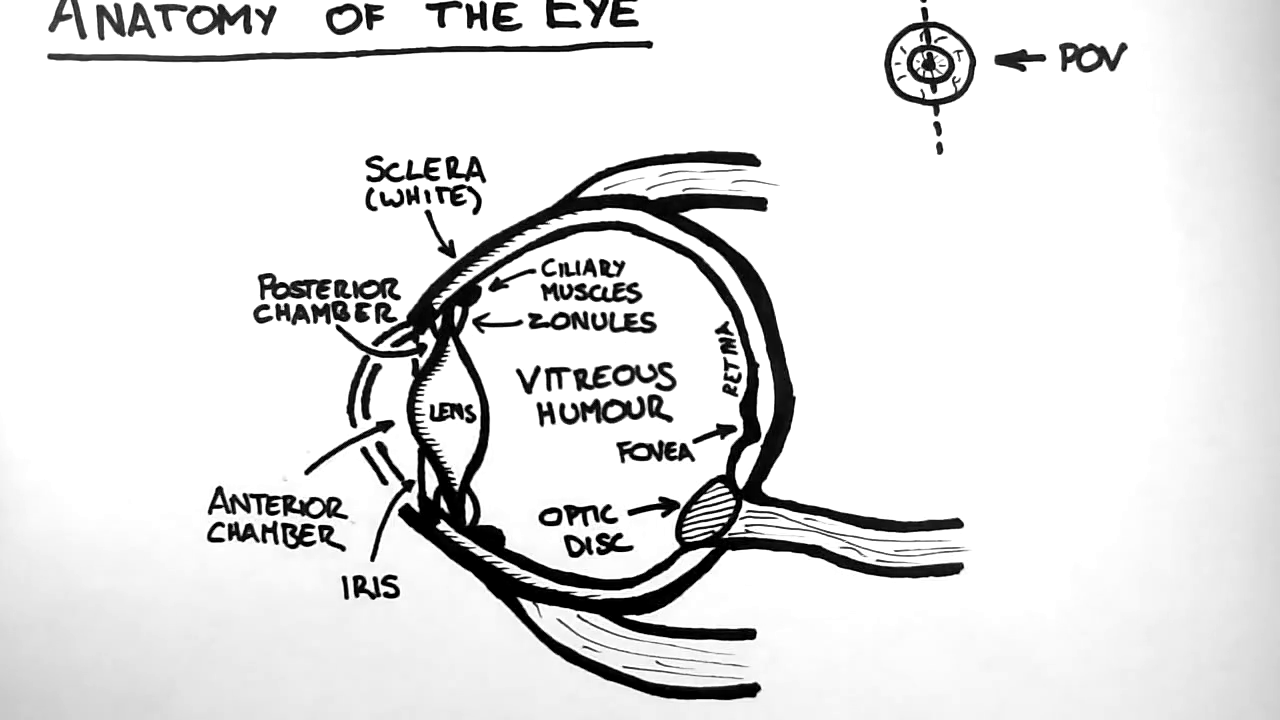 ANATOMY OF THE EYE
POV
SCLERA
(WHITE)
POSTERIOR
CHAMBER
CILIARY
MUSCLES
ZONULES
RETINA
VITREOUS
HUMOUR
LENS
FOVEA
ANTERIOR
CHAMBER
OPTIC
DISC
IRIS